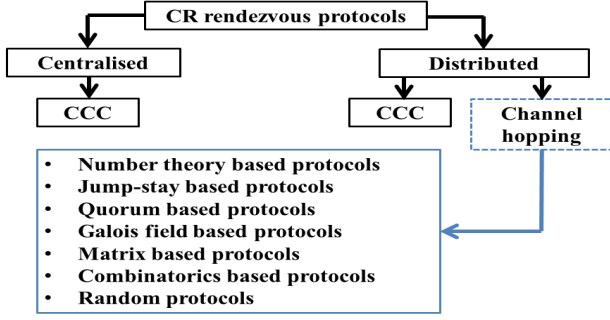 CR rendezvous protocols
Centralised
Distributed
CCC
CCC
Channel
hopping
• Number theory based protocols
• Jump-stay based protocols
• Quorum based protocols
• Galois field based protocols
• Matrix based protocols
• Combinatorics based protocols
• Random protocols